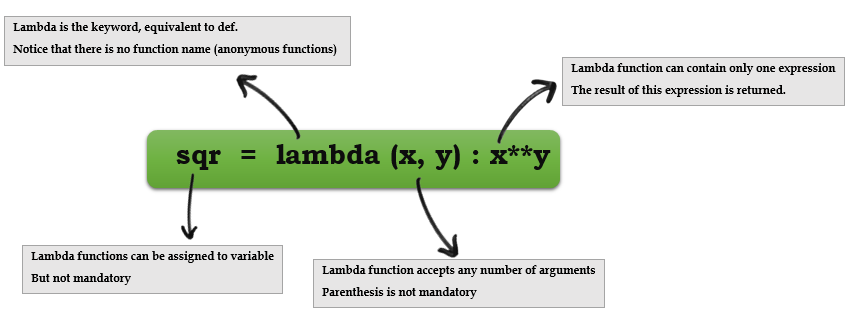 Lambda is the keyword, equivalent to def.
Notice that there is no function name (anonymous functions)
Lambda function can contain only one expression
The result of this expression is returned.
sqr = lambda (x, y) : x**y
Lambda functions can be assigned to variable
But not mandatory
Lambda function accepts any number of arguments
Parenthesis is not mandatory